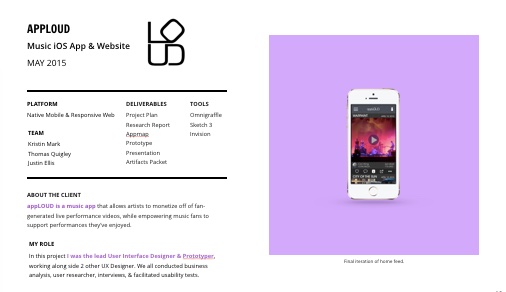 APPLOUD
LOUD
Music iOS App & Website
MAY 2015
PLATFORM
Native Mobile & Responsive Web
TEAM
Kristin Mark
Thomas Quigley
Justin Ellis
DELIVERABLES
Project Plan
Research Report
Appmap
Prototype
Presentation
Artifacts Packet
TOOLS
Omnigraffle
Sketch 3
Invision
ABOUT THE CLIENT
appLOUD is a music app that allows artists to monetize off of fan-
generated live performance videos, while empowering music fans to
support performances they've enjoyed.
MY ROLE
In this project I was the lead User Interface Designer & Prototyper,
working along side 2 other UX Designer. We all conducted business
analysis, user researcher, interviews, & facilitated usability tests.
Final iteration of home feed.